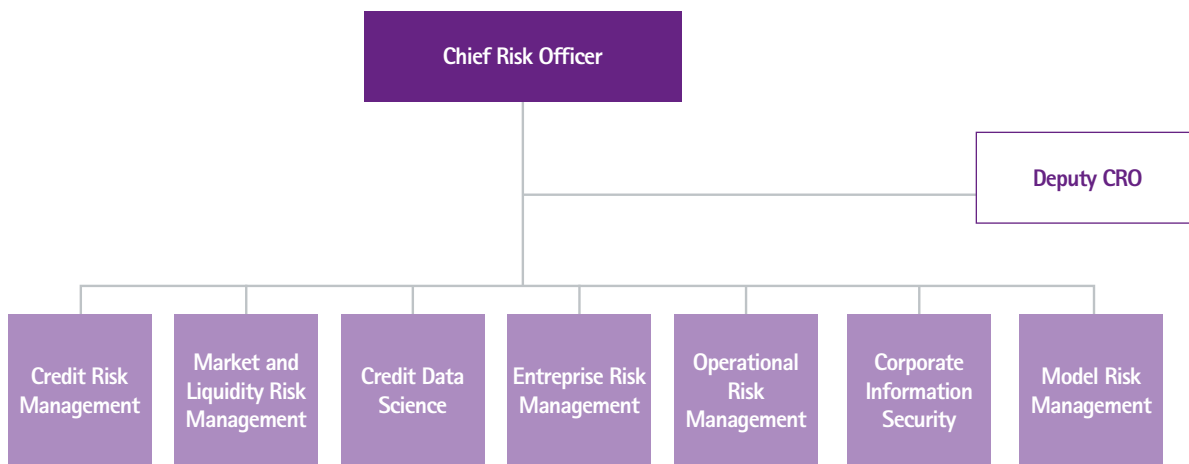 Chief Risk Officer
Deputy CRO
Credit Risk
Management
Market and
Liquidity Risk
Management
Credit Data
Science
Entreprise Risk
Management
Operational
Risk
Management
Corporate
Information
Security
Model Risk
Management